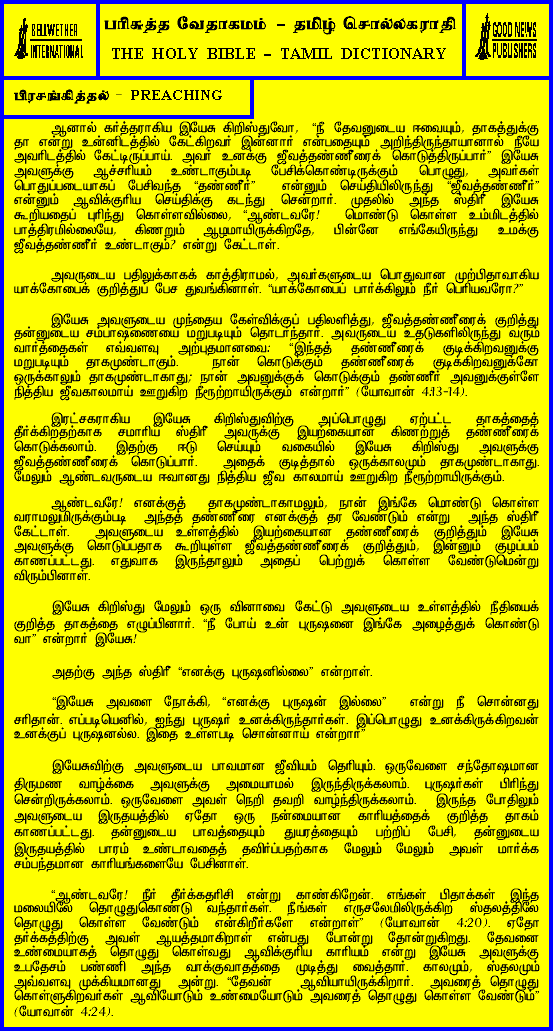 BELLWETHER
INTERNATIONAL
பரிசுத்த வேதாகமம் - தமிழ் சொல்லகராதி
THE HOLY BIBLE - TAMIL DICTIONARY
GOOD NEWS
PUBLISHERS
பிரசங்கித்தல் - PREACHING
ஆனால் கர்த்தராகிய இயேசு கிறிஸ்துவோ, “நீ தேவனுடைய ஈவையும், தாகத்துக்கு
தா என்று உன்னிடத்தில் கேட்கிறவர் இன்னார் என்பதையும் அறிந்திருந்தாயானால் நீயே
அவரிடத்தில் கேட்டிருப்பாய். அவர் உனக்கு ஜீவத்தண்ணீரைக் கொடுத்திருப்பார்” இயேசு
அவளுக்கு ஆச்சரியம் உண்டாகும்படி பேசிக்கொண்டிருக்கும் பொழுது, அவர்கள்
பொதுப்படையாகப் பேசிவந்த “தண்ணீர்” என்னும் செய்தியிலிருந்து “ஜீவத்தண்ணீர்”
என்னும் ஆவிக்குரிய செய்திக்கு கடந்து சென்றார். முதலில் அந்த ஸ்திரீ இயேசு
கூறியதைப் புரிந்து கொள்ளவில்லை, “ஆண்டவரே! மொண்டு கொள்ள உம்மிடத்தில்
பாத்திரமில்லையே, கிணறும் ஆழமாயிருக்கிறதே, பின்னே எங்கேயிருந்து உமக்கு
ஜீவத்தண்ணீர் உண்டாகும்? என்று கேட்டாள்.
அவருடைய பதிலுக்காகக் காத்திராமல், அவர்களுடைய பொதுவான முற்பிதாவாகிய
யாக்கோபைக் குறித்துப் பேச துவங்கினாள். “யாக்கோபைப் பார்க்கிலும் நீர் பெரியவரோ?”
இயேசு அவளுடைய முந்தைய கேள்விக்குப் பதிலளித்து, ஜீவத்தண்ணீரைக் குறித்து
தன்னுடைய சம்பாஷணையை மறுபடியும் தொடர்ந்தார். அவருடைய உதடுகளிலிருந்து வரும்
வார்த்தைகள் எவ்வளவு அற்புதமானவை: “இந்தத் தண்ணீரைக் குடிக்கிறவனுக்கு
மறுபடியும் தாகமுண்டாகும். நான் கொடுக்கும் தண்ணீரைக் குடிக்கிறவனுக்கோ
ஒருக்காலும் தாகமுண்டாகாது; நான் அவனுக்குக் கொடுக்கும் தண்ணீர் அவனுக்குள்ளே
நித்திய ஜீவகாலமாய் ஊறுகிற நீரூற்றாயிருக்கும் என்றார்” (யோவான் 4:13-14).
இரட்சகராகிய இயேசு கிறிஸ்துவிற்கு அப்பொழுது ஏற்பட்ட தாகத்தைத்
தீர்க்கிறதற்காக சமாரிய ஸ்திரீ அவருக்கு இயற்கையான கிணற்றுத் தண்ணீரைக்
கொடுக்கலாம். இதற்கு ஈடு செய்யும் வகையில் இயேசு கிறிஸ்து அவளுக்கு
ஜீவத்தண்ணீரைக் கொடுப்பார். அதைக் குடித்தால் ஒருக்காலமும் தாகமுண்டாகாது.
மேலும் ஆண்டவருடைய ஈவானது நித்திய ஜீவ காலமாய் ஊறுகிற நீரூற்றாயிருக்கும்.
ஆண்டவரே! எனக்குத் தாகமுண்டாகாமலும், நான் இங்கே மொண்டு கொள்ள
வராமலுமிருக்கும்படி அந்தத் தண்ணீரை எனக்குத் தர வேண்டும் என்று அந்த ஸ்திரீ
கேட்டாள். அவளுடைய உள்ளத்தில் இயற்கையான தண்ணீரைக் குறித்தும் இயேசு
அவளுக்கு கொடுப்பதாக கூறியுள்ள ஜீவத்தண்ணீரைக் குறித்தும், இன்னும் குழப்பம்
காணப்பட்டது. எதுவாக இருந்தாலும் அதைப் பெற்றுக் கொள்ள வேண்டுமென்று
விரும்பினாள்.
இயேசு கிறிஸ்து மேலும் ஒரு வினாவை கேட்டு அவளுடைய உள்ளத்தில் நீதியைக்
குறித்த தாகத்தை எழுப்பினார். “நீ போய் உன் புருஷனை இங்கே அழைத்துக் கொண்டு
வா” என்றார் இயேசு!
அதற்கு அந்த ஸ்திரீ “எனக்கு புருஷனில்லை” என்றாள்.
“இயேசு அவளை நோக்கி, “எனக்கு புருஷன் இல்லை” என்று நீ சொன்னது
சரிதான். எப்படியெனில், ஐந்து புருஷர் உனக்கிருந்தார்கள். இப்பொழுது உனக்கிருக்கிறவன்
உனக்குப் புருஷனல்ல. இதை உள்ளபடி சொன்னாய் என்றார்”
இயேசுவிற்கு அவளுடைய பாவமான ஜீவியம் தெரியும். ஒருவேளை சந்தோஷமான
திருமண வாழ்க்கை அவளுக்கு அமையாமல் இருந்திருக்கலாம். புருஷர்கள் பிரிந்து
சென்றிருக்கலாம். ஒருவேளை அவள் நெறி தவறி வாழ்ந்திருக்கலாம். இருந்த போதிலும்
அவளுடைய இருதயத்தில் ஏதோ ஒரு நன்மையான காரியத்தைக் குறித்த தாகம்
காணப்பட்டது. தன்னுடைய பாவத்தையும் துயரத்தையும் பற்றிப் பேசி, தன்னுடைய
இருதயத்தில் பாரம் உண்டாவதைத் தவிர்ப்பதற்காக மேலும் மேலும் அவள் மார்க்க
சம்பந்தமான காரியங்களையே பேசினாள்.
“ஆண்டவரே! நீர் தீர்க்கதரிசி என்று காண்கிறேன். எங்கள் பிதாக்கள் இந்த
மலையிலே தொழுதுகொண்டு வந்தார்கள். நீங்கள் எருசலேமிலிருக்கிற ஸ்தலத்திலே
தொழுது கொள்ள வேண்டும் என்கிறீர்களே என்றாள்” (யோவான் 4:20). ஏதோ
தர்க்கத்திற்கு அவள் ஆயத்தமாகிறாள் என்பது போன்று தோன்றுகிறது. தேவனை
உண்மையாகத் தொழுது கொள்வது ஆவிக்குரிய காரியம் என்று இயேசு அவளுக்கு
உபதேசம் பண்ணி அந்த வாக்குவாதத்தை முடித்து வைத்தார். காலமும், ஸ்தலமும்
அவ்வளவு முக்கியமானது அன்று. “தேவன் ஆவியாயிருக்கிறார். அவரைத் தொழுது
கொள்ளுகிறவர்கள் ஆவியோடும் உண்மையோடும் அவரைத் தொழுது கொள்ள வேண்டும்”
(யோவான் 4:24).